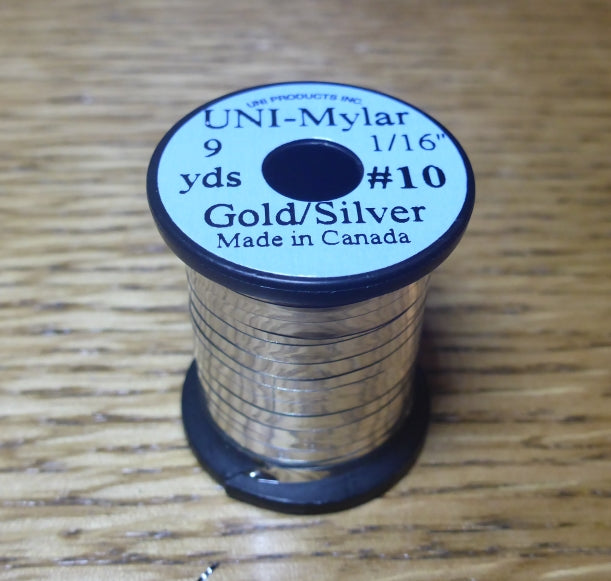 UNI PRODUCTS INC.
UNI-Mylar
9 1/16"
yds #10
Gold/Silver
Made in Canada